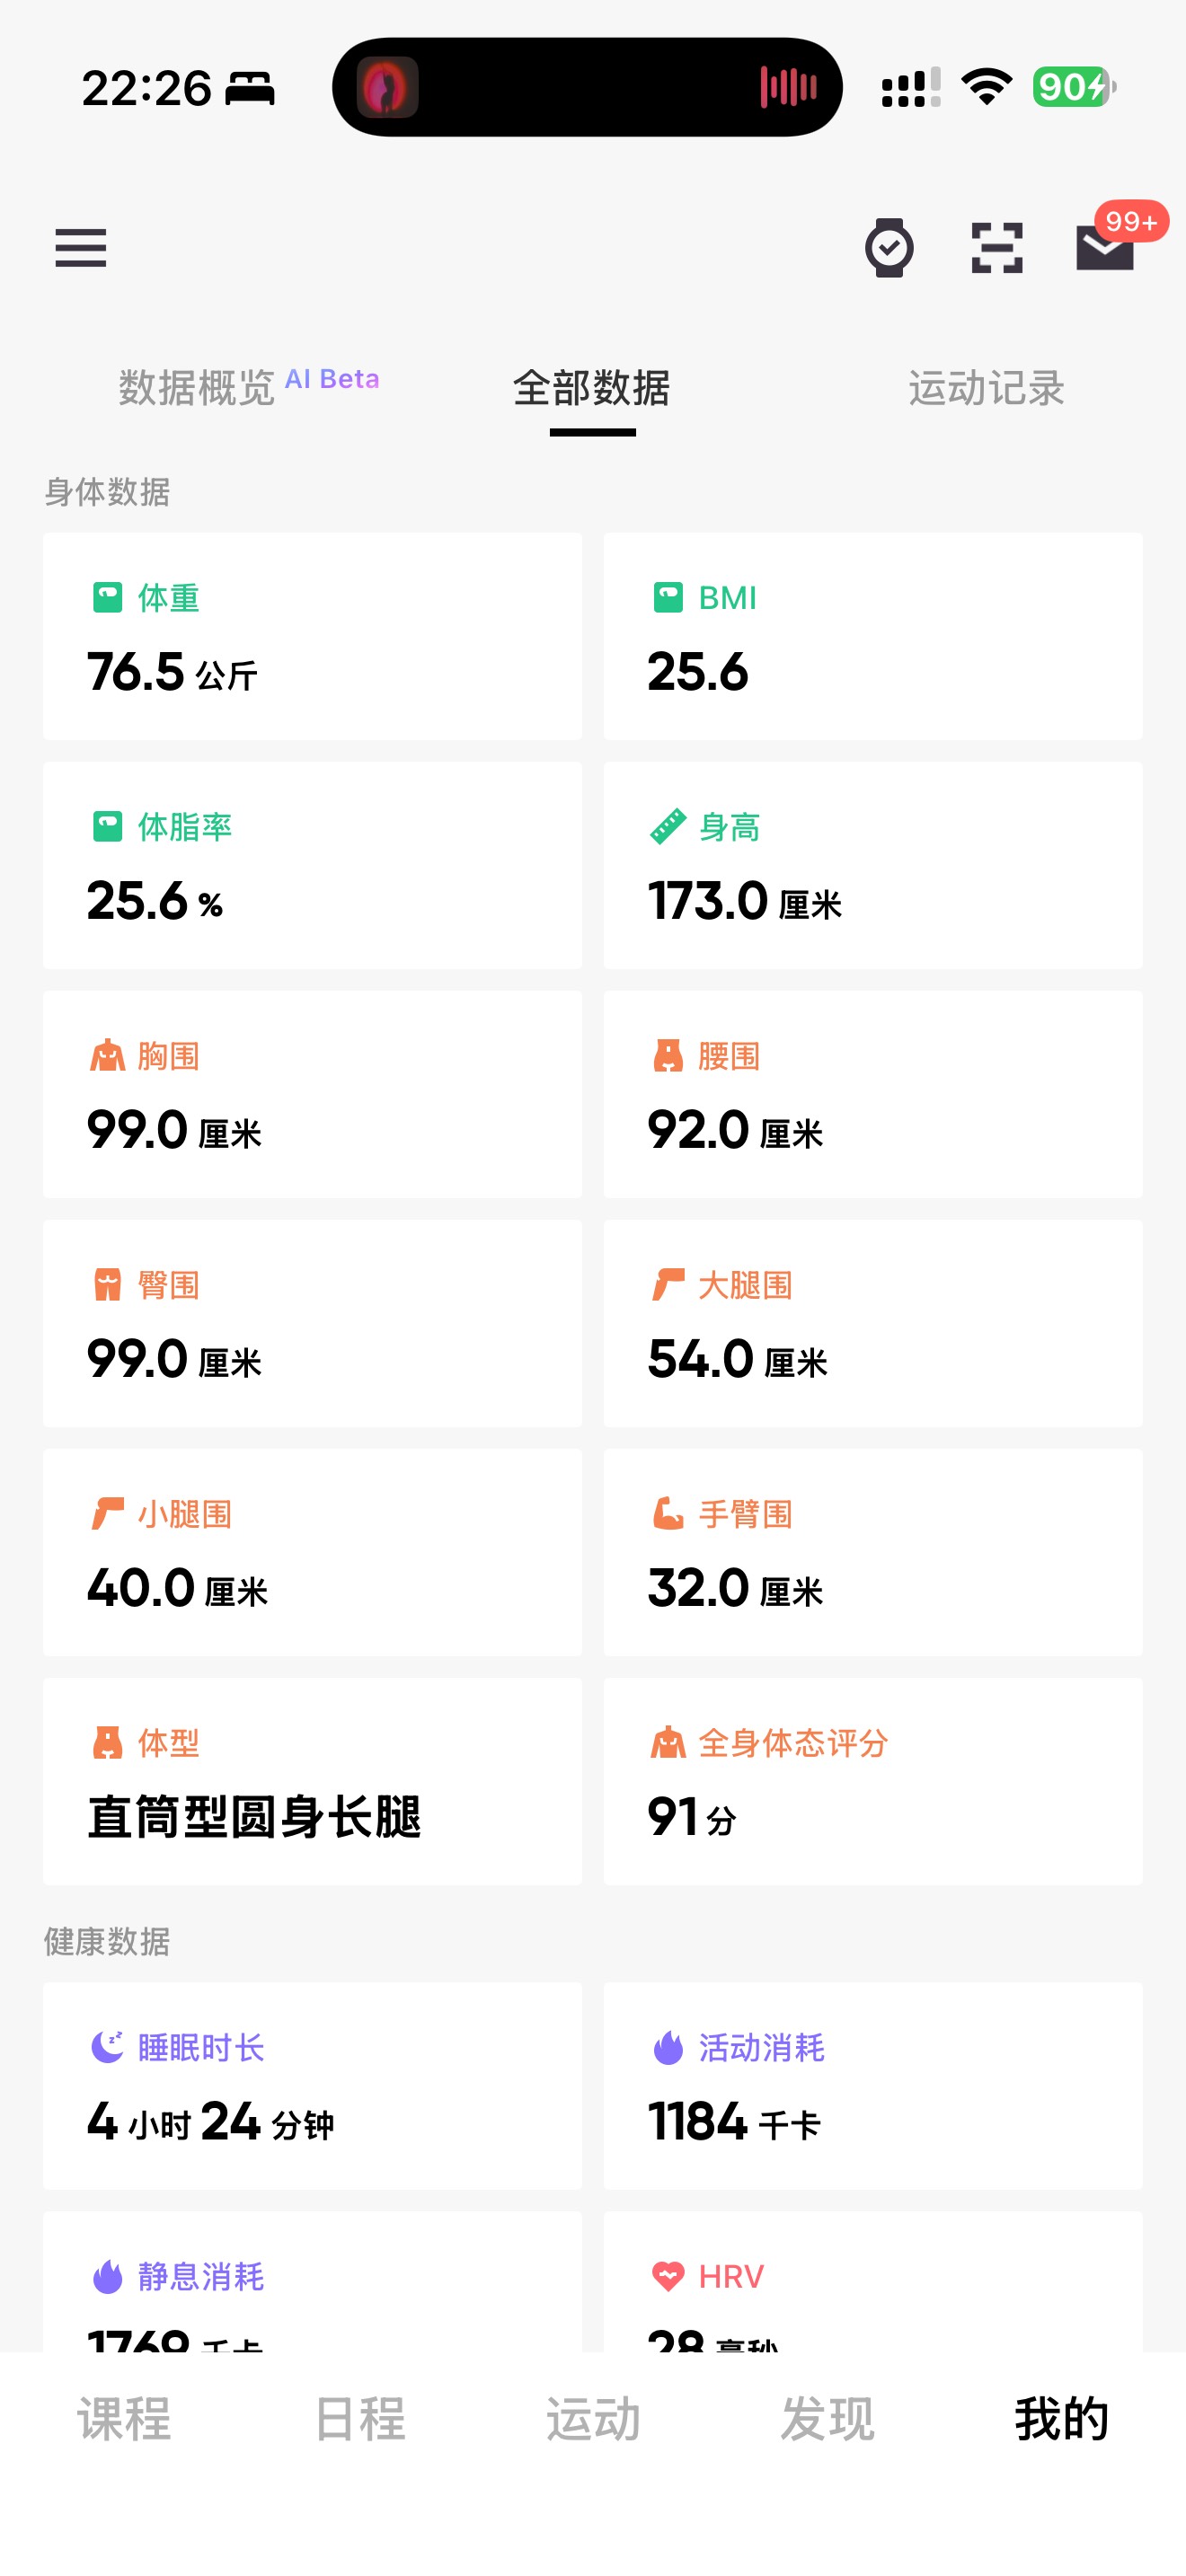 22:26
90
99+
数据概览 AI Beta 全部数据 运动记录
身体数据
体重 BMI
76.5 公斤 25.6
体脂率 身高
25.6 % 173.0 厘米
胸围 腰围
99.0 厘米 92.0 厘米
臀围 大腿围
99.0 厘米 54.0 厘米
小腿围 手臂围
40.0 厘米 32.0 厘米
体型 全身体态评分
直筒型圆身长腿 91 分
健康数据
睡眠时长 活动消耗
4 小时 24 分钟 1184 千卡
静息消耗 HRV
1769 千卡 28 毫秒
课程 日程 运动 发现 我的